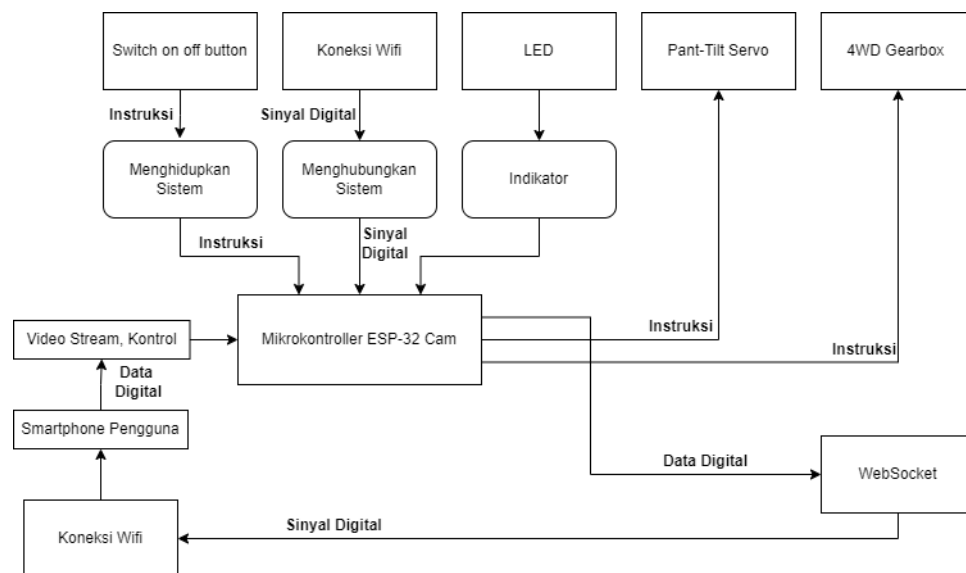 Switch on off button
Koneksi Wifi
LED
Pant-Tilt Servo
4WD Gearbox
Instruksi
Sinyal Digital
Menghidupkan
Sistem
Menghubungkan
Sistem
Indikator
Instruksi
Sinyal
Digital
Video Stream, Kontrol
Mikrokontroller ESP-32 Cam
Instruksi
Instruksi
Data
Digital
Smartphone Pengguna
Data Digital
WebSocket
Koneksi Wifi
Sinyal Digital